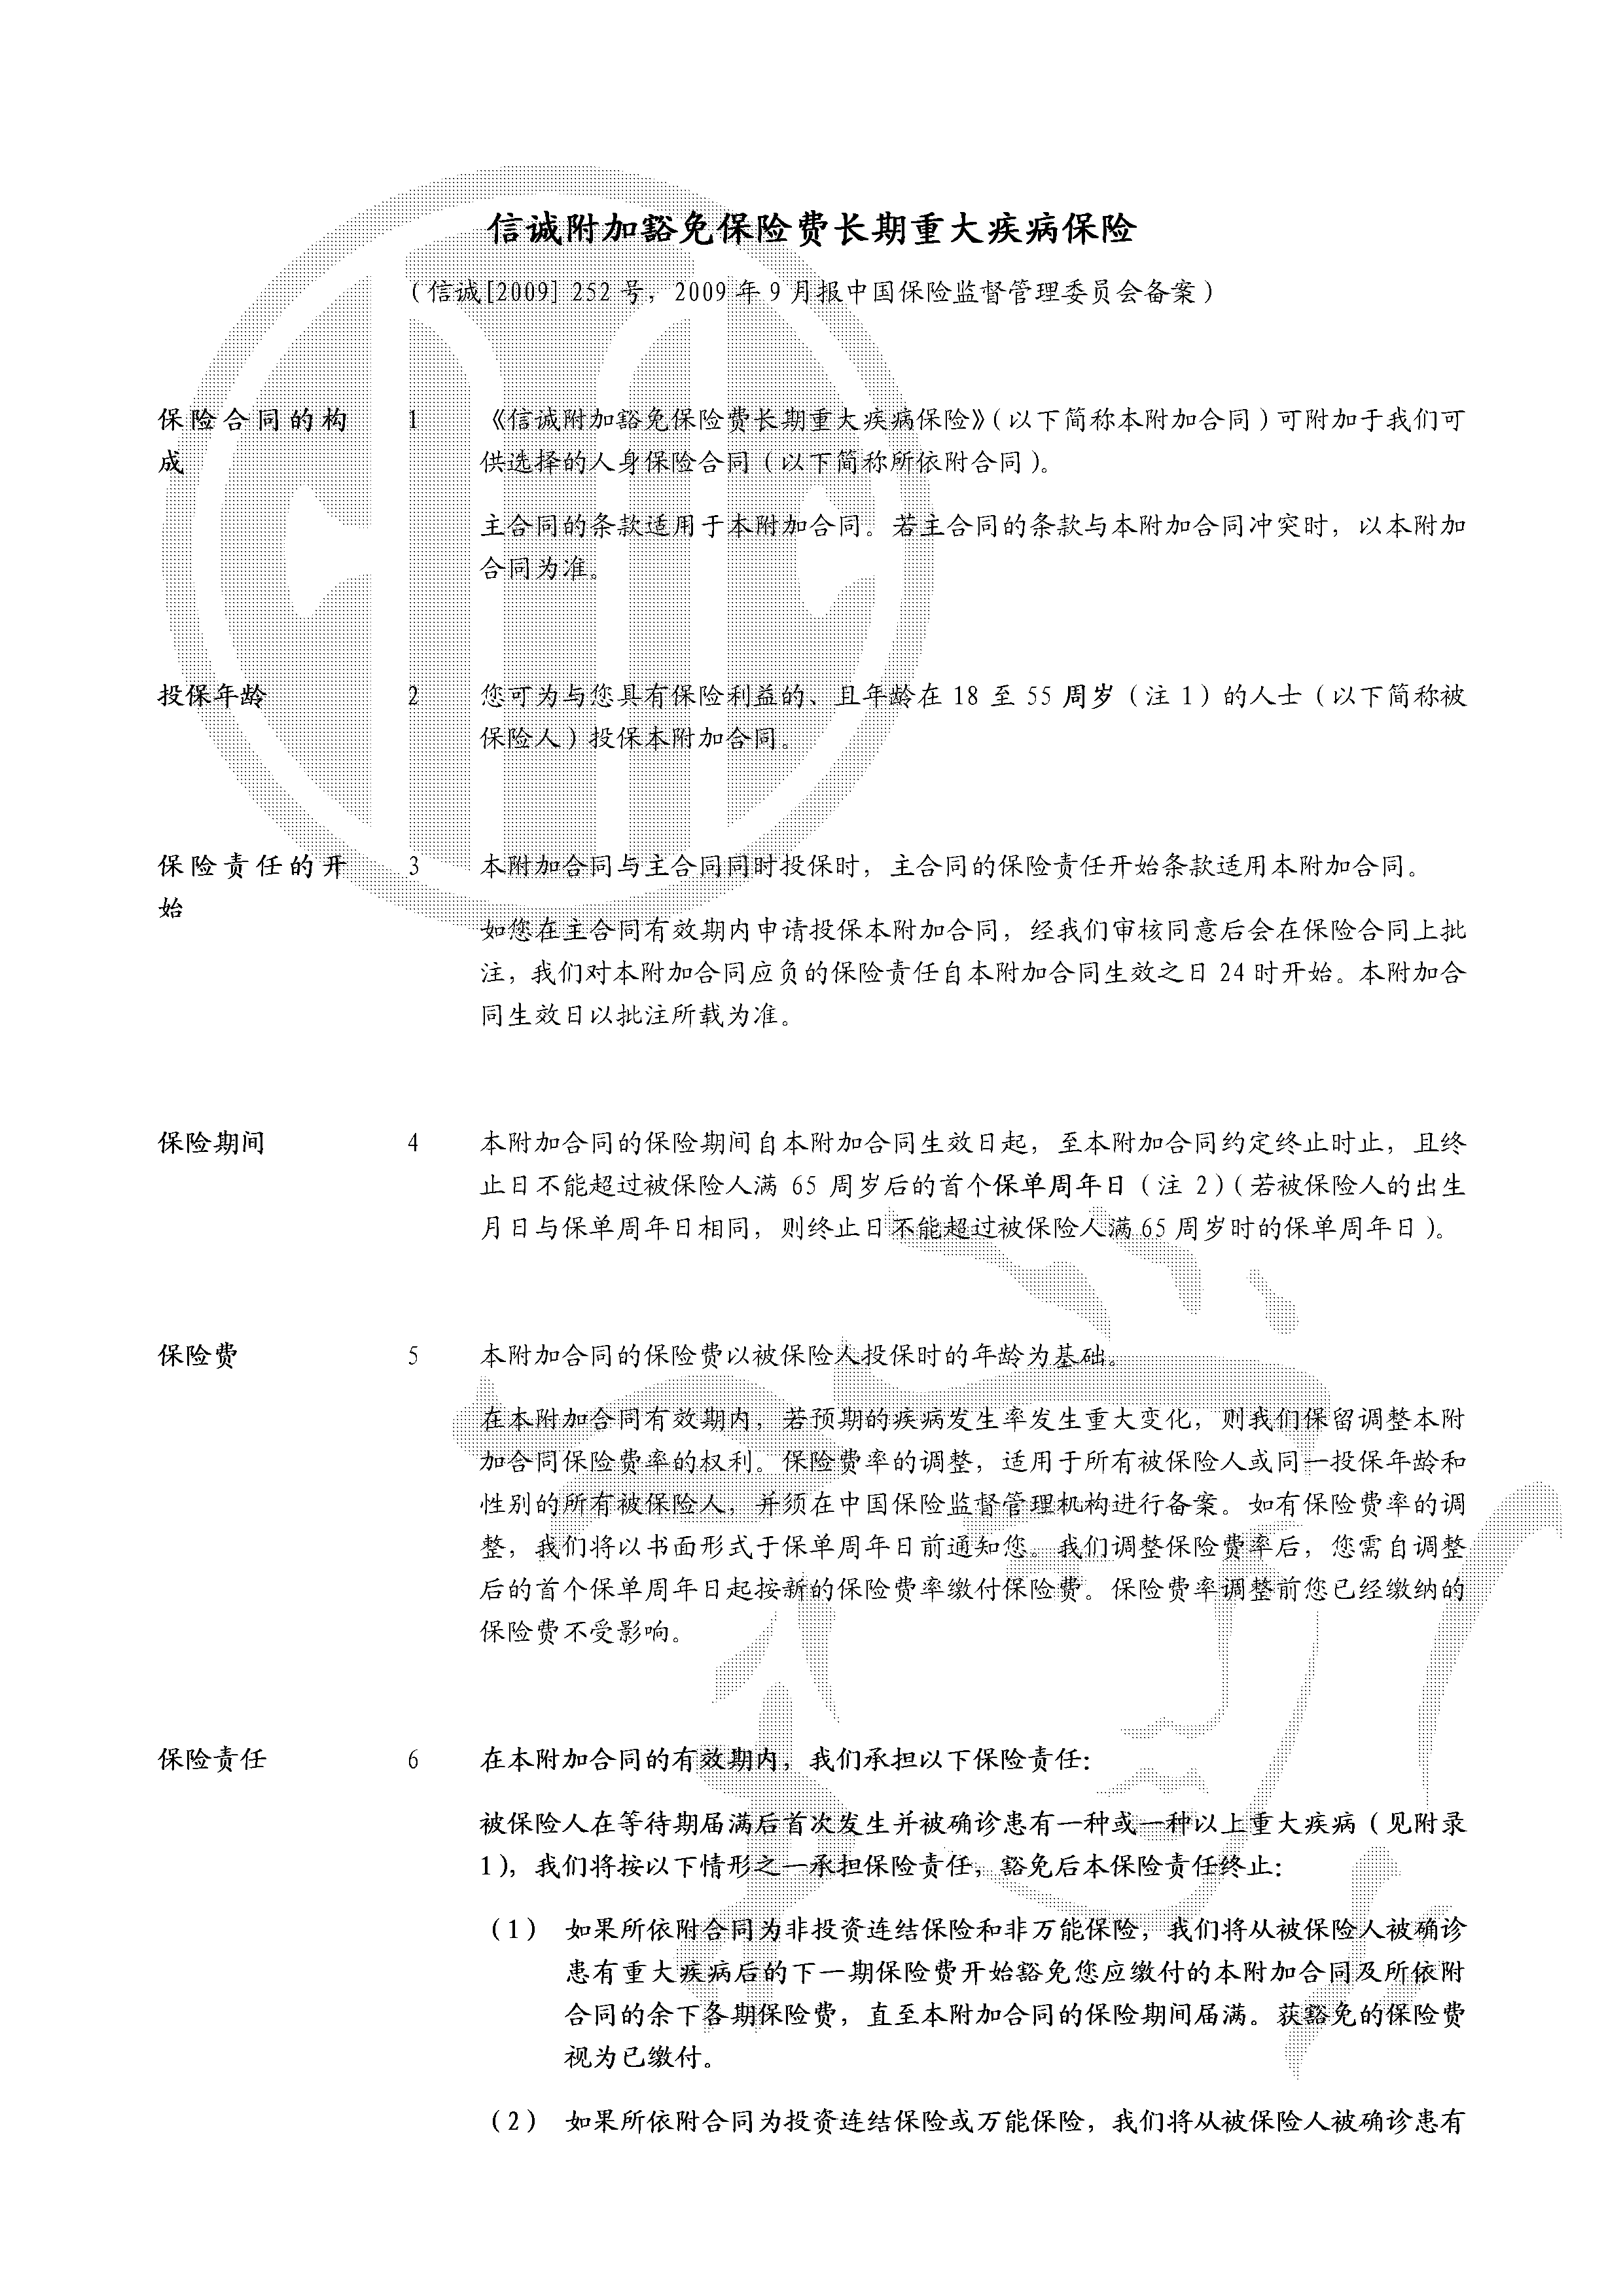 信诚附加豁免保险费长期重大疾病保险
（信诚[2009] 252 号，2009 年 9 月报中国保险监督管理委员会备案）
保险合同的构成
1
《信诚附加豁免保险费长期重大疾病保险》（以下简称本附加合同）可附加于我们可
供选择的人身保险合同（以下简称所依附合同）。
主合同的条款适用于本附加合同。若主合同的条款与本附加合同冲突时，以本附加
合同为准。
投保年龄
2
您可为与您具有保险利益的、且年龄在 18 至 55 周岁（注 1）的人士（以下简称被
保险人）投保本附加合同。
保险责任的开始
3
本附加合同与主合同同时投保时，主合同的保险责任开始条款适用本附加合同。
如您在主合同有效期内申请投保本附加合同，经我们审核同意后会在保险合同上批
注，我们对本附加合同应负的保险责任自本附加合同生效之日 24 时开始。本附加合
同生效日以批注所载为准。
保险期间
4
本附加合同的保险期间自本附加合同生效日起，至本附加合同约定终止时止，且终
止日不能超过被保险人满 65 周岁后的首个保单周年日（注 2）（若被保险人的出生
月日与保单周年日相同，则终止日不能超过被保险人满 65 周岁时的保单周年日）。
保险费
5
本附加合同的保险费以被保险人投保时的年龄为基础。
在本附加合同有效期内，若预期的疾病发生率发生重大变化，则我们保留调整本附
加合同保险费率的权利。保险费率的调整，适用于所有被保险人或同一投保年龄和
性别的所有被保险人，并须在中国保险监督管理机构进行备案。如有保险费率的调
整，我们将以书面形式于保单周年日前通知您。我们调整保险费率后，您需自调整
后的首个保单周年日起按新的保险费率缴付保险费。保险费率调整前您已经缴纳的
保险费不受影响。
保险责任
6
在本附加合同的有效期内，我们承担以下保险责任：
被保险人在等待期届满后首次发生并被确诊患有一种或一种以上重大疾病（见附录
1），我们将按以下情形之一承担保险责任，豁免后本保险责任终止：
（1） 如果所依附合同为非投资连结保险和非万能保险，我们将从被保险人被确诊
患有重大疾病后的下一期保险费开始豁免您应缴付的本附加合同及所依附
合同的余下各期保险费，直至本附加合同的保险期间届满。获豁免的保险费
视为已缴付。
（2） 如果所依附合同为投资连结保险或万能保险，我们将从被保险人被确诊患有